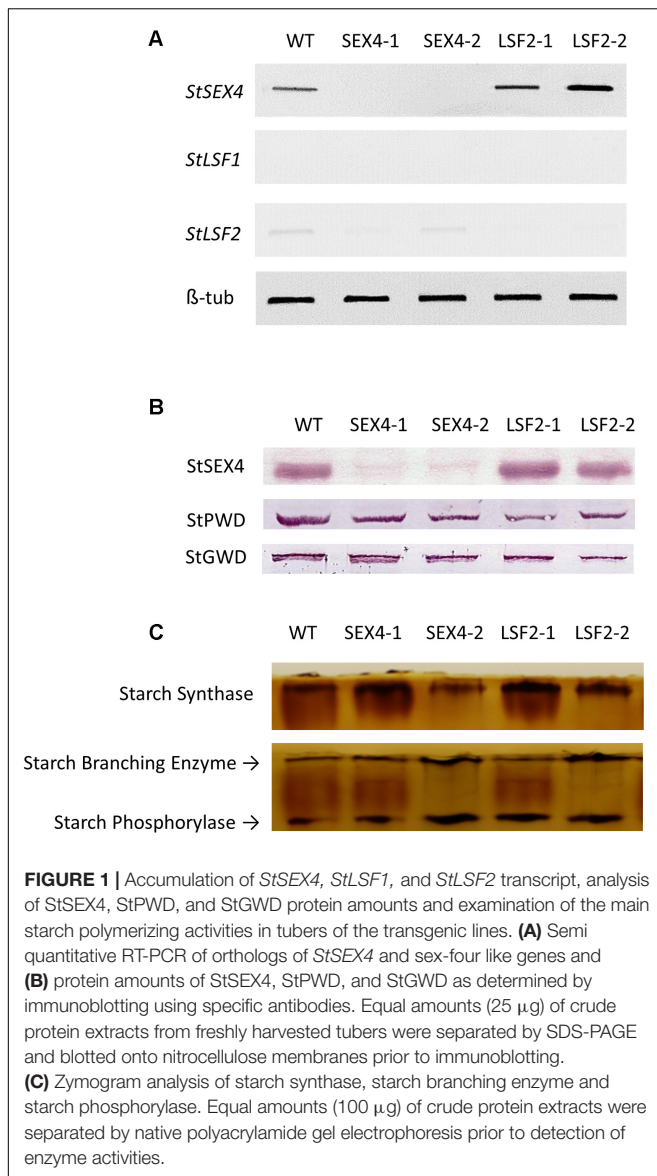 A
WT SEX4-1 SEX4-2 LSF2-1 LSF2-2
StSEX4
StLSF1
StLSF2
ß-tub
B
WT SEX4-1 SEX4-2 LSF2-1 LSF2-2
StSEX4
StPWD
StGWD
C
WT SEX4-1 SEX4-2 LSF2-1 LSF2-2
Starch Synthase
Starch Branching Enzyme →
Starch Phosphorylase →
FIGURE 1 | Accumulation of StSEX4, StLSF1, and StLSF2 transcript, analysis
of StSEX4, StPWD, and StGWD protein amounts and examination of the main
starch polymerizing activities in tubers of the transgenic lines. (A) Semi
quantitative RT-PCR of orthologs of StSEX4 and sex-four like genes and
(B) protein amounts of StSEX4, StPWD, and StGWD as determined by
immunoblotting using specific antibodies. Equal amounts (25 μg) of crude
protein extracts from freshly harvested tubers were separated by SDS-PAGE
and blotted onto nitrocellulose membranes prior to immunoblotting.
(C) Zymogram analysis of starch synthase, starch branching enzyme and
starch phosphorylase. Equal amounts (100 μg) of crude protein extracts were
separated by native polyacrylamide gel electrophoresis prior to detection of
enzyme activities.